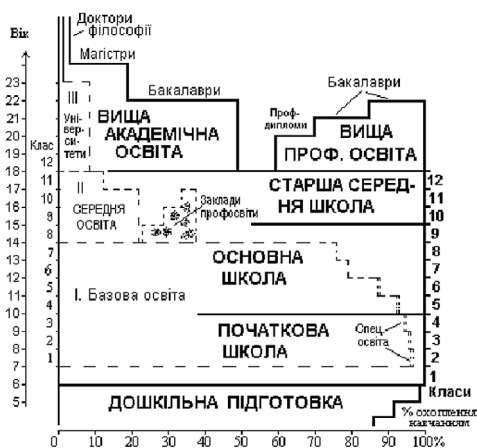 Вік
Доктори
філософії
Магістри
Бакалаври
Бакалаври
Проф-
дипломи
III
Уні-
вер-
си-
тети
ВИЩА
АКАДЕМІЧНА
ОСВІТА
ВИЩА
ПРОФ. ОСВІТА
Клас
II
СЕРЕДНЯ
ОСВІТА
Заклади
профосвіти
СТАРША СЕРЕД-
НЯ ШКОЛА
ОСНОВНА
ШКОЛА
I. Базова освіта
ПОЧАТКОВА
ШКОЛА
Спец.
освіта
ДОШКІЛЬНА ПІДГОТОВКА
Класи
% охоплення
навчанням
23
22
21
20
19
18
17
16
15
14
13
12
11
10
9
8
7
6
5
12
11
10
9
8
7
6
5
4
3
2
1
12
11
10
9
8
7
6
5
4
3
2
1
0 10 20 30 40 50 60 70 80 90 100%